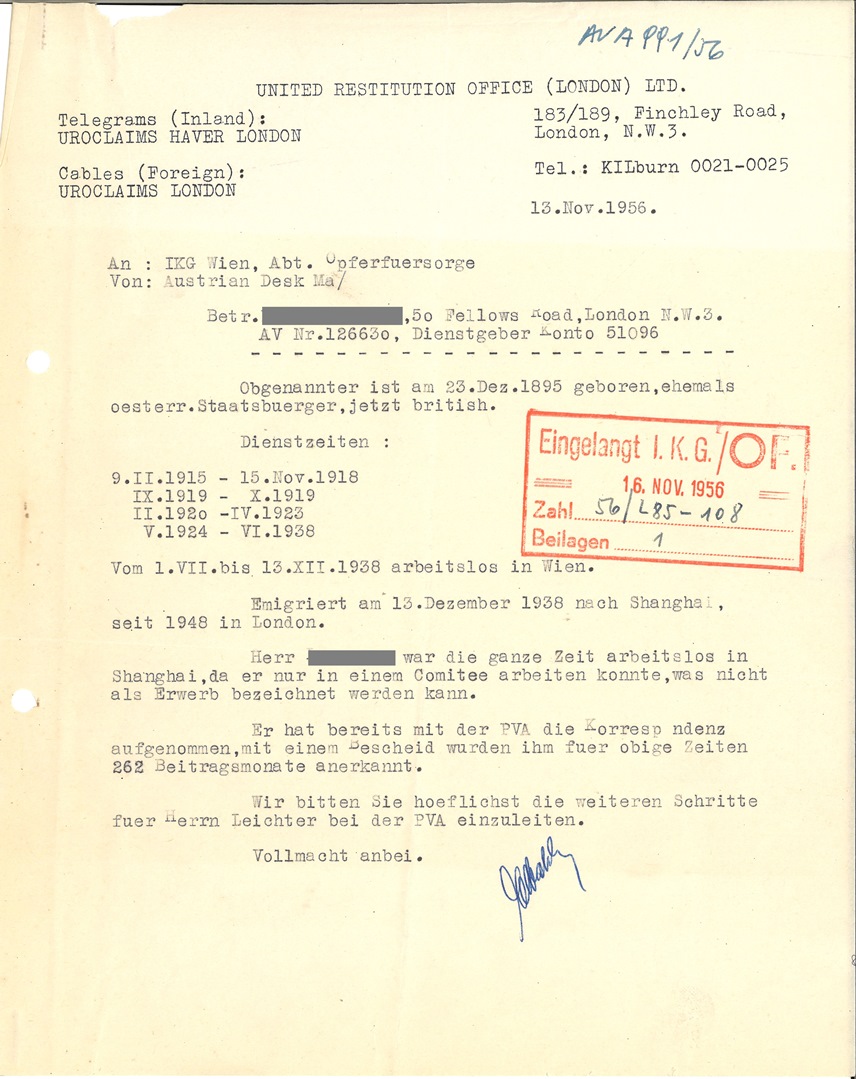 AVA 991/56
UNITED RESTITUTION OFFICE (LONDON) LTD.
Telegrams (Inland):
UROCLAIMS HAVER LONDON
183/189, Finchley Road,
London, N.W.3.
Cables (Foreign):
UROCLAIMS LONDON
Tel.: KILburn 0021-0025
13.Nov.1956.
An : IKG Wien, Abt. Opferfuersorge
Von: Austrian Desk Ma/
Betr. ,5o Fellows Road,London N.W.3.
AV Nr.12663o, Dienstgeber Konto 51096
- - - - - - - - - - - - - - - - - - - - - - - - -
Obgenannter ist am 23.Dez.1895 geboren,ehemals
oesterr.Staatsbuerger,jetzt british.
Dienstzeiten :
9.II.1915 - 15.Nov.1918
IX.1919 - X.1919
II.192o -IV.1923
V.1924 - VI.1938
Eingelangt I.K.G./OF.
16. NOV. 1956
Zahl 56/L85-108
Beilagen 1
Vom 1.VII.bis 13.XII.1938 arbeitslos in Wien.
Emigriert am 13.Dezember 1938 nach Shanghai,
seit 1948 in London.
Herr war die ganze Zeit arbeitslos in
Shanghai,da er nur in einem Comitee arbeiten konnte,was nicht
als Erwerb bezeichnet werden kann.
Er hat bereits mit der PVA die Korresp ndenz
aufgenommen,mit einem Bescheid wurden ihm fuer obige Zeiten
262 Beitragsmonate anerkannt.
Wir bitten Sie hoeflichst die weiteren Schritte
fuer Herrn Leichter bei der PVA einzuleiten.
Vollmacht anbei.